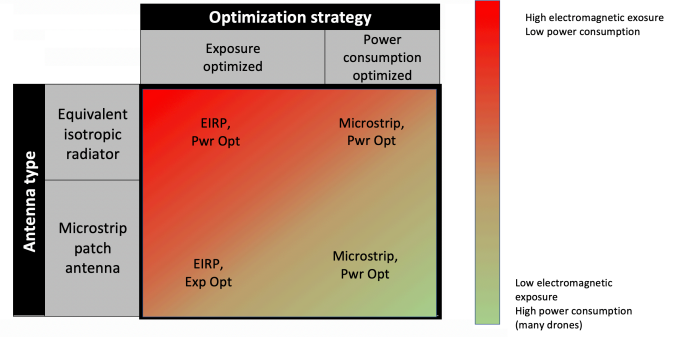 Optimization strategy
Exposure
optimized
Power
consumption
optimized
Antenna type
Equivalent
isotropic
radiator
Microstrip
patch
antenna
EIRP,
Pwr Opt
Microstrip,
Pwr Opt
EIRP,
Exp Opt
Microstrip,
Pwr Opt
High electromagnetic exosure
Low power consumption
Low electromagnetic
exposure
High power consumption
(many drones)